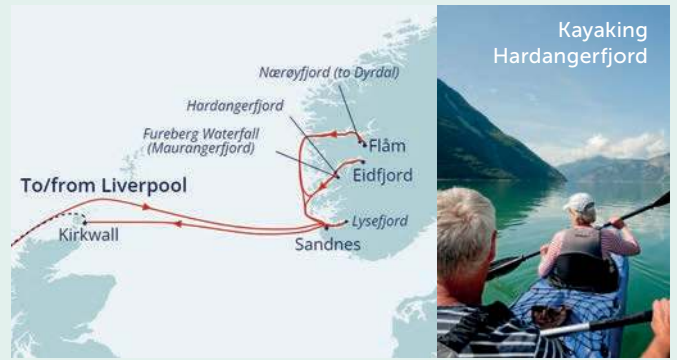 Nærøyfjord (to Dyrdal)
Hardangerfjord
Fureberg Waterfall
(Maurangerfjord)
Flåm
Eidfjord
To/from Liverpool
Lysefjord
Kirkwall
Sandnes
Kayaking
Hardangerfjord